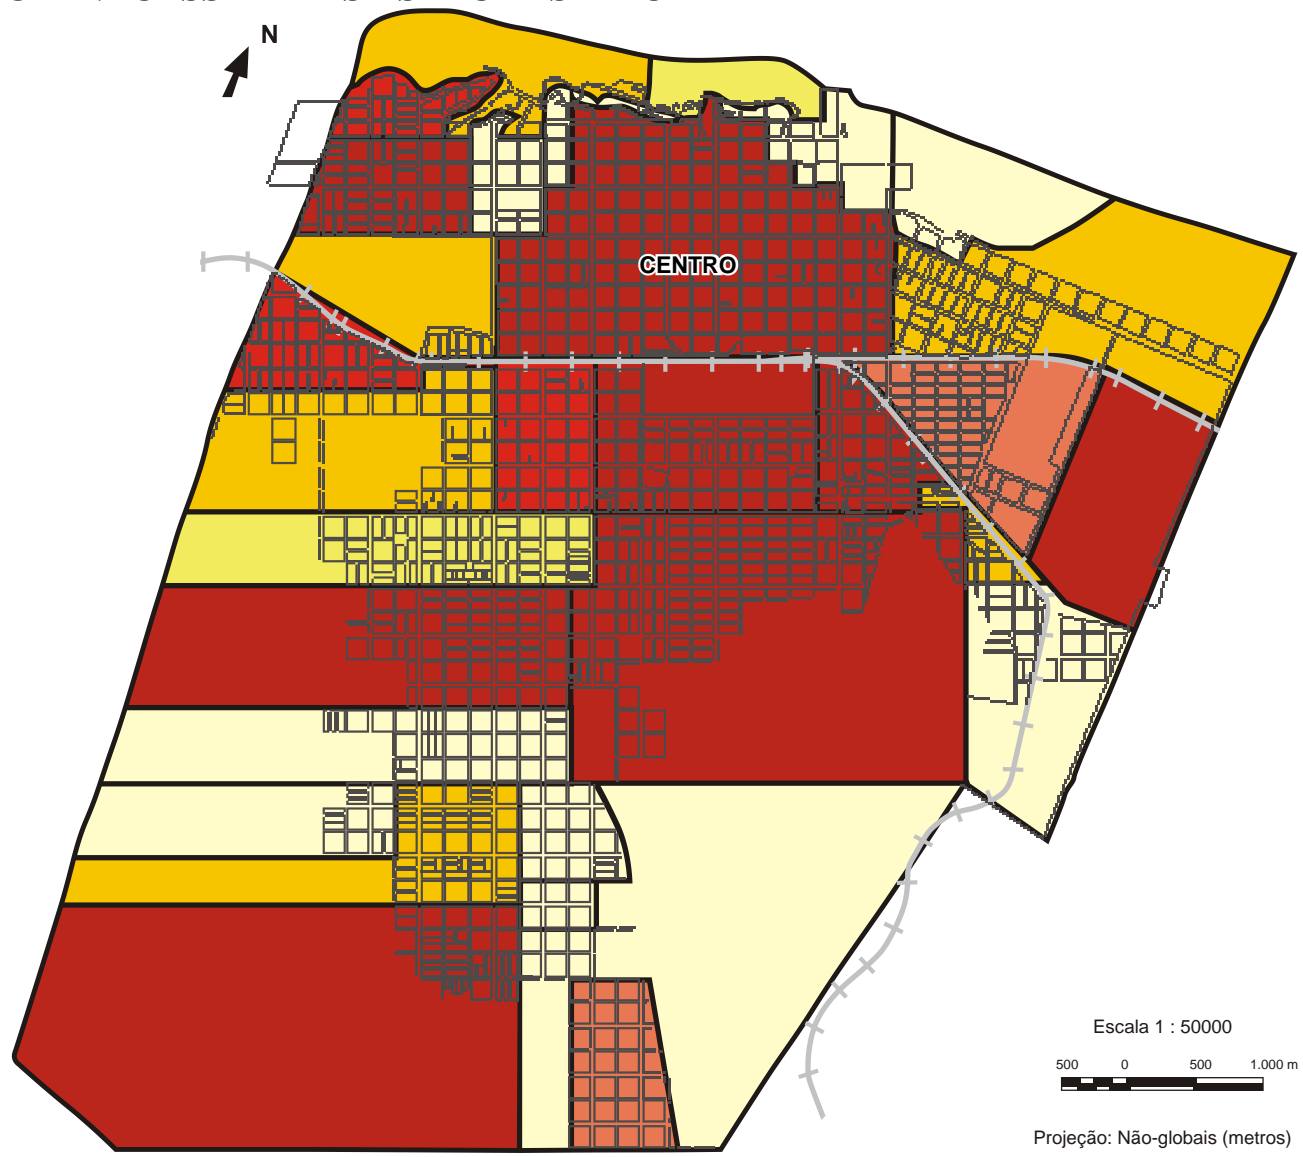 N
CENTRO
Escala 1 : 50000
500 0 500 1.000 m
Projeção: Não-globais (metros)